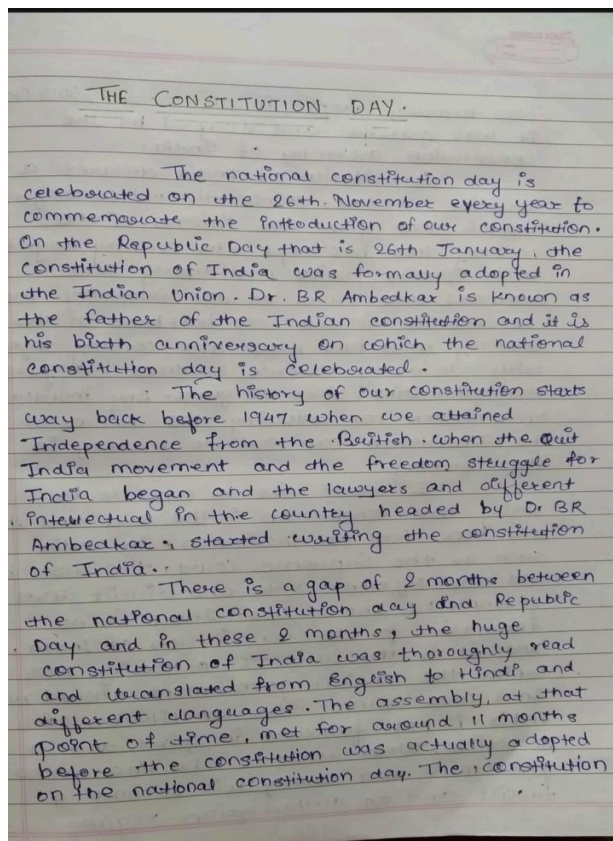 THE CONSTITUTION DAY.
The national constitution day is
celebrated on the 26th November every year to
commemorate the introduction of our constitution.
On the Republic Day that is 26th January, the
constitution of India was formally adopted in
the Indian Union. Dr. BR Ambedkar is known as
the father of the Indian constitution and it is
his birth anniversary on which the national
constitution day is celebrated.
The history of our constitution starts
way back before 1947 when we attained
Independence from the British. when the Quit
India movement and the freedom struggle for
India began and the lawyers and different
intellectual in the country headed by Dr BR
Ambedkar, started writing the constitution
of India..
There is a gap of 2 months between
the national constitution day and Republic
Day and in these 2 months, the huge
constitution of India was thoroughly read
and translated from English to Hindi and
different languages. The assembly, at that
point of time, met for around 11 months
before the constitution was actually adopted
on the national constitution day. The constitution